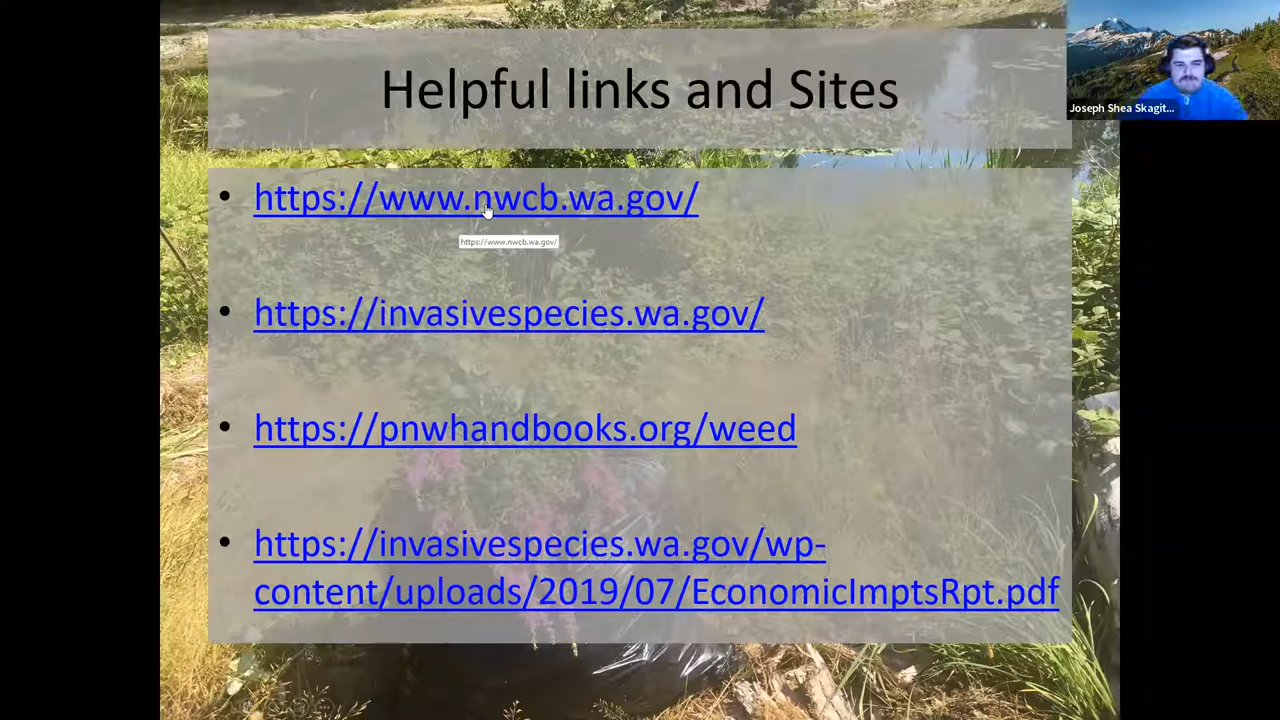 Helpful links and Sites
Joseph Shea Skagit...
• https://www.nwcb.wa.gov/
https://www.nwcb.wa.gov/
• https://invasivespecies.wa.gov/
• https://pnwhandbooks.org/weed
• https://invasivespecies.wa.gov/wp-
content/uploads/2019/07/EconomicImptsRpt.pdf